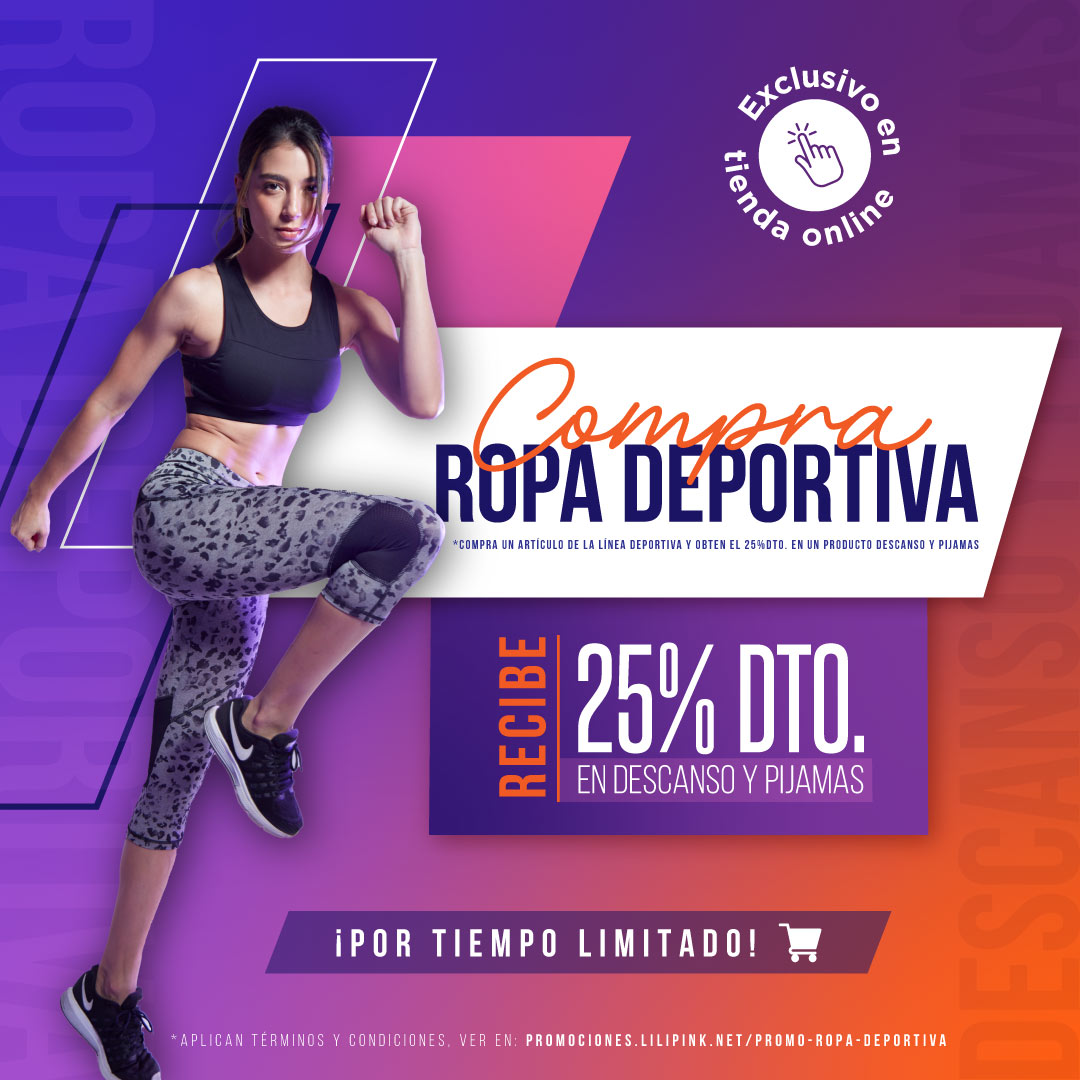 ROPA DEPORTIVA
Exclusivo en
tienda online
Compra
ROPA DEPORTIVA
*COMPRA UN ARTÍCULO DE LA LÍNEA DEPORTIVA Y OBTEN EL 25%DTO. EN UN PRODUCTO DESCANSO Y PIJAMAS
RECIBE
25% DTO.
EN DESCANSO Y PIJAMAS
¡POR TIEMPO LIMITADO!
*APLICAN TÉRMINOS Y CONDICIONES, VER EN: PROMOCIONES.LILIPINK.NET/PROMO-ROPA-DEPORTIVA
DESCANSO Y PIJAMAS